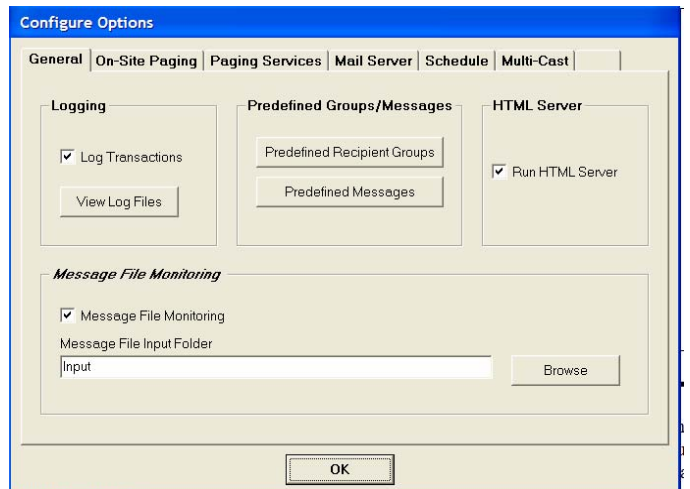 Configure Options
General On-Site Paging Paging Services Mail Server Schedule Multi-Cast
Logging
Log Transactions
View Log Files
Predefined Groups/Messages
Predefined Recipient Groups
Predefined Messages
HTML Server
Run HTML Server
Message File Monitoring
Message File Monitoring
Message File Input Folder
Input
Browse
OK